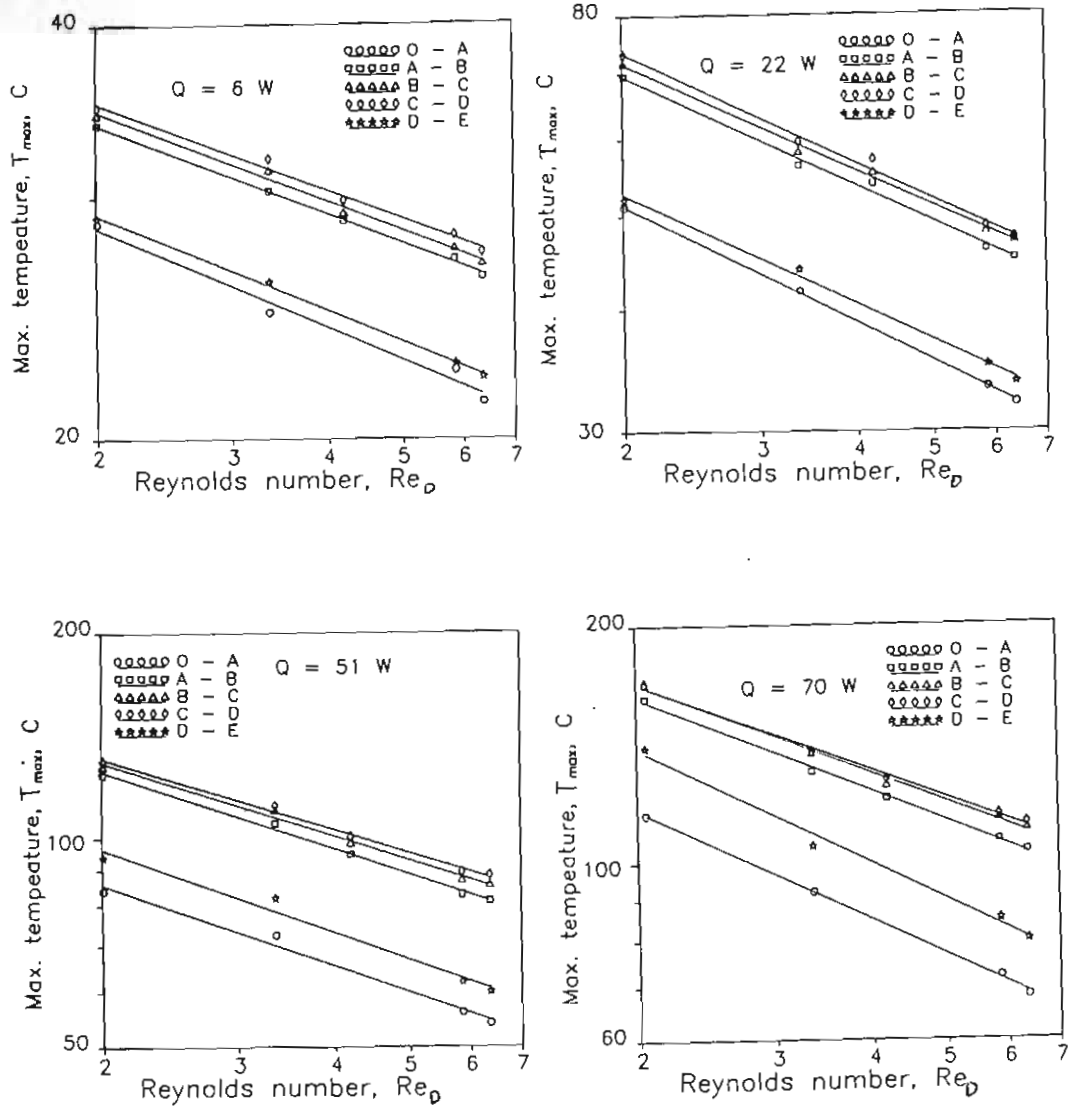 40
Q = 6 W
O – A
A – B
B – C
C – D
D – E
Max. tempeature, Tmax, C
20
2 3 4 5 6 7
Reynolds number, ReD
80
Q = 22 W
O – A
A – B
B – C
C – D
D – E
Max. tempeature, Tmax, C
30
2 3 4 5 6 7
Reynolds number, ReD
200
Q = 51 W
O – A
A – B
B – C
C – D
D – E
Max. tempeature, Tmax, C
100
50
2 3 4 5 6 7
Reynolds number, ReD
200
Q = 70 W
O – A
A – B
B – C
C – D
D – E
Max. tempeature, Tmax, C
100
60
2 3 4 5 6 7
Reynolds number, ReD